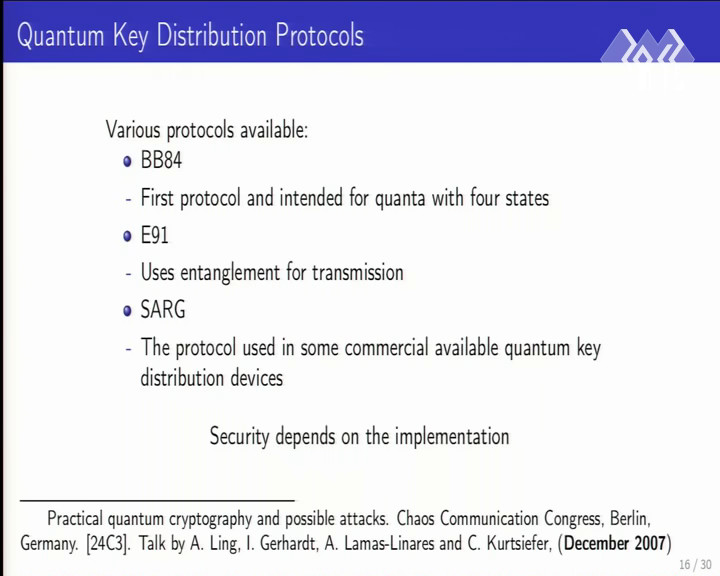 Quantum Key Distribution Protocols
Various protocols available:
BB84
- First protocol and intended for quanta with four states
E91
- Uses entanglement for transmission
SARG
- The protocol used in some commercial available quantum key
distribution devices
Security depends on the implementation
Practical quantum cryptography and possible attacks. Chaos Communication Congress, Berlin,
Germany. [24C3]. Talk by A. Ling, I. Gerhardt, A. Lamas-Linares and C. Kurtsiefer, (December 2007)
16 / 30